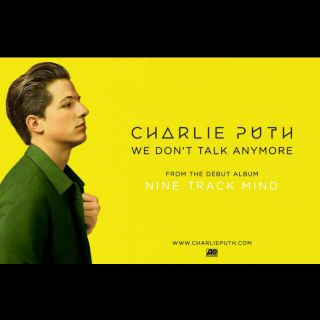 CHARLIE PUTH
WE DON'T TALK ANYMORE
FROM THE DEBUT ALBUM
NINE TRACK MIND
WWW.CHARLIEPUTH.COM